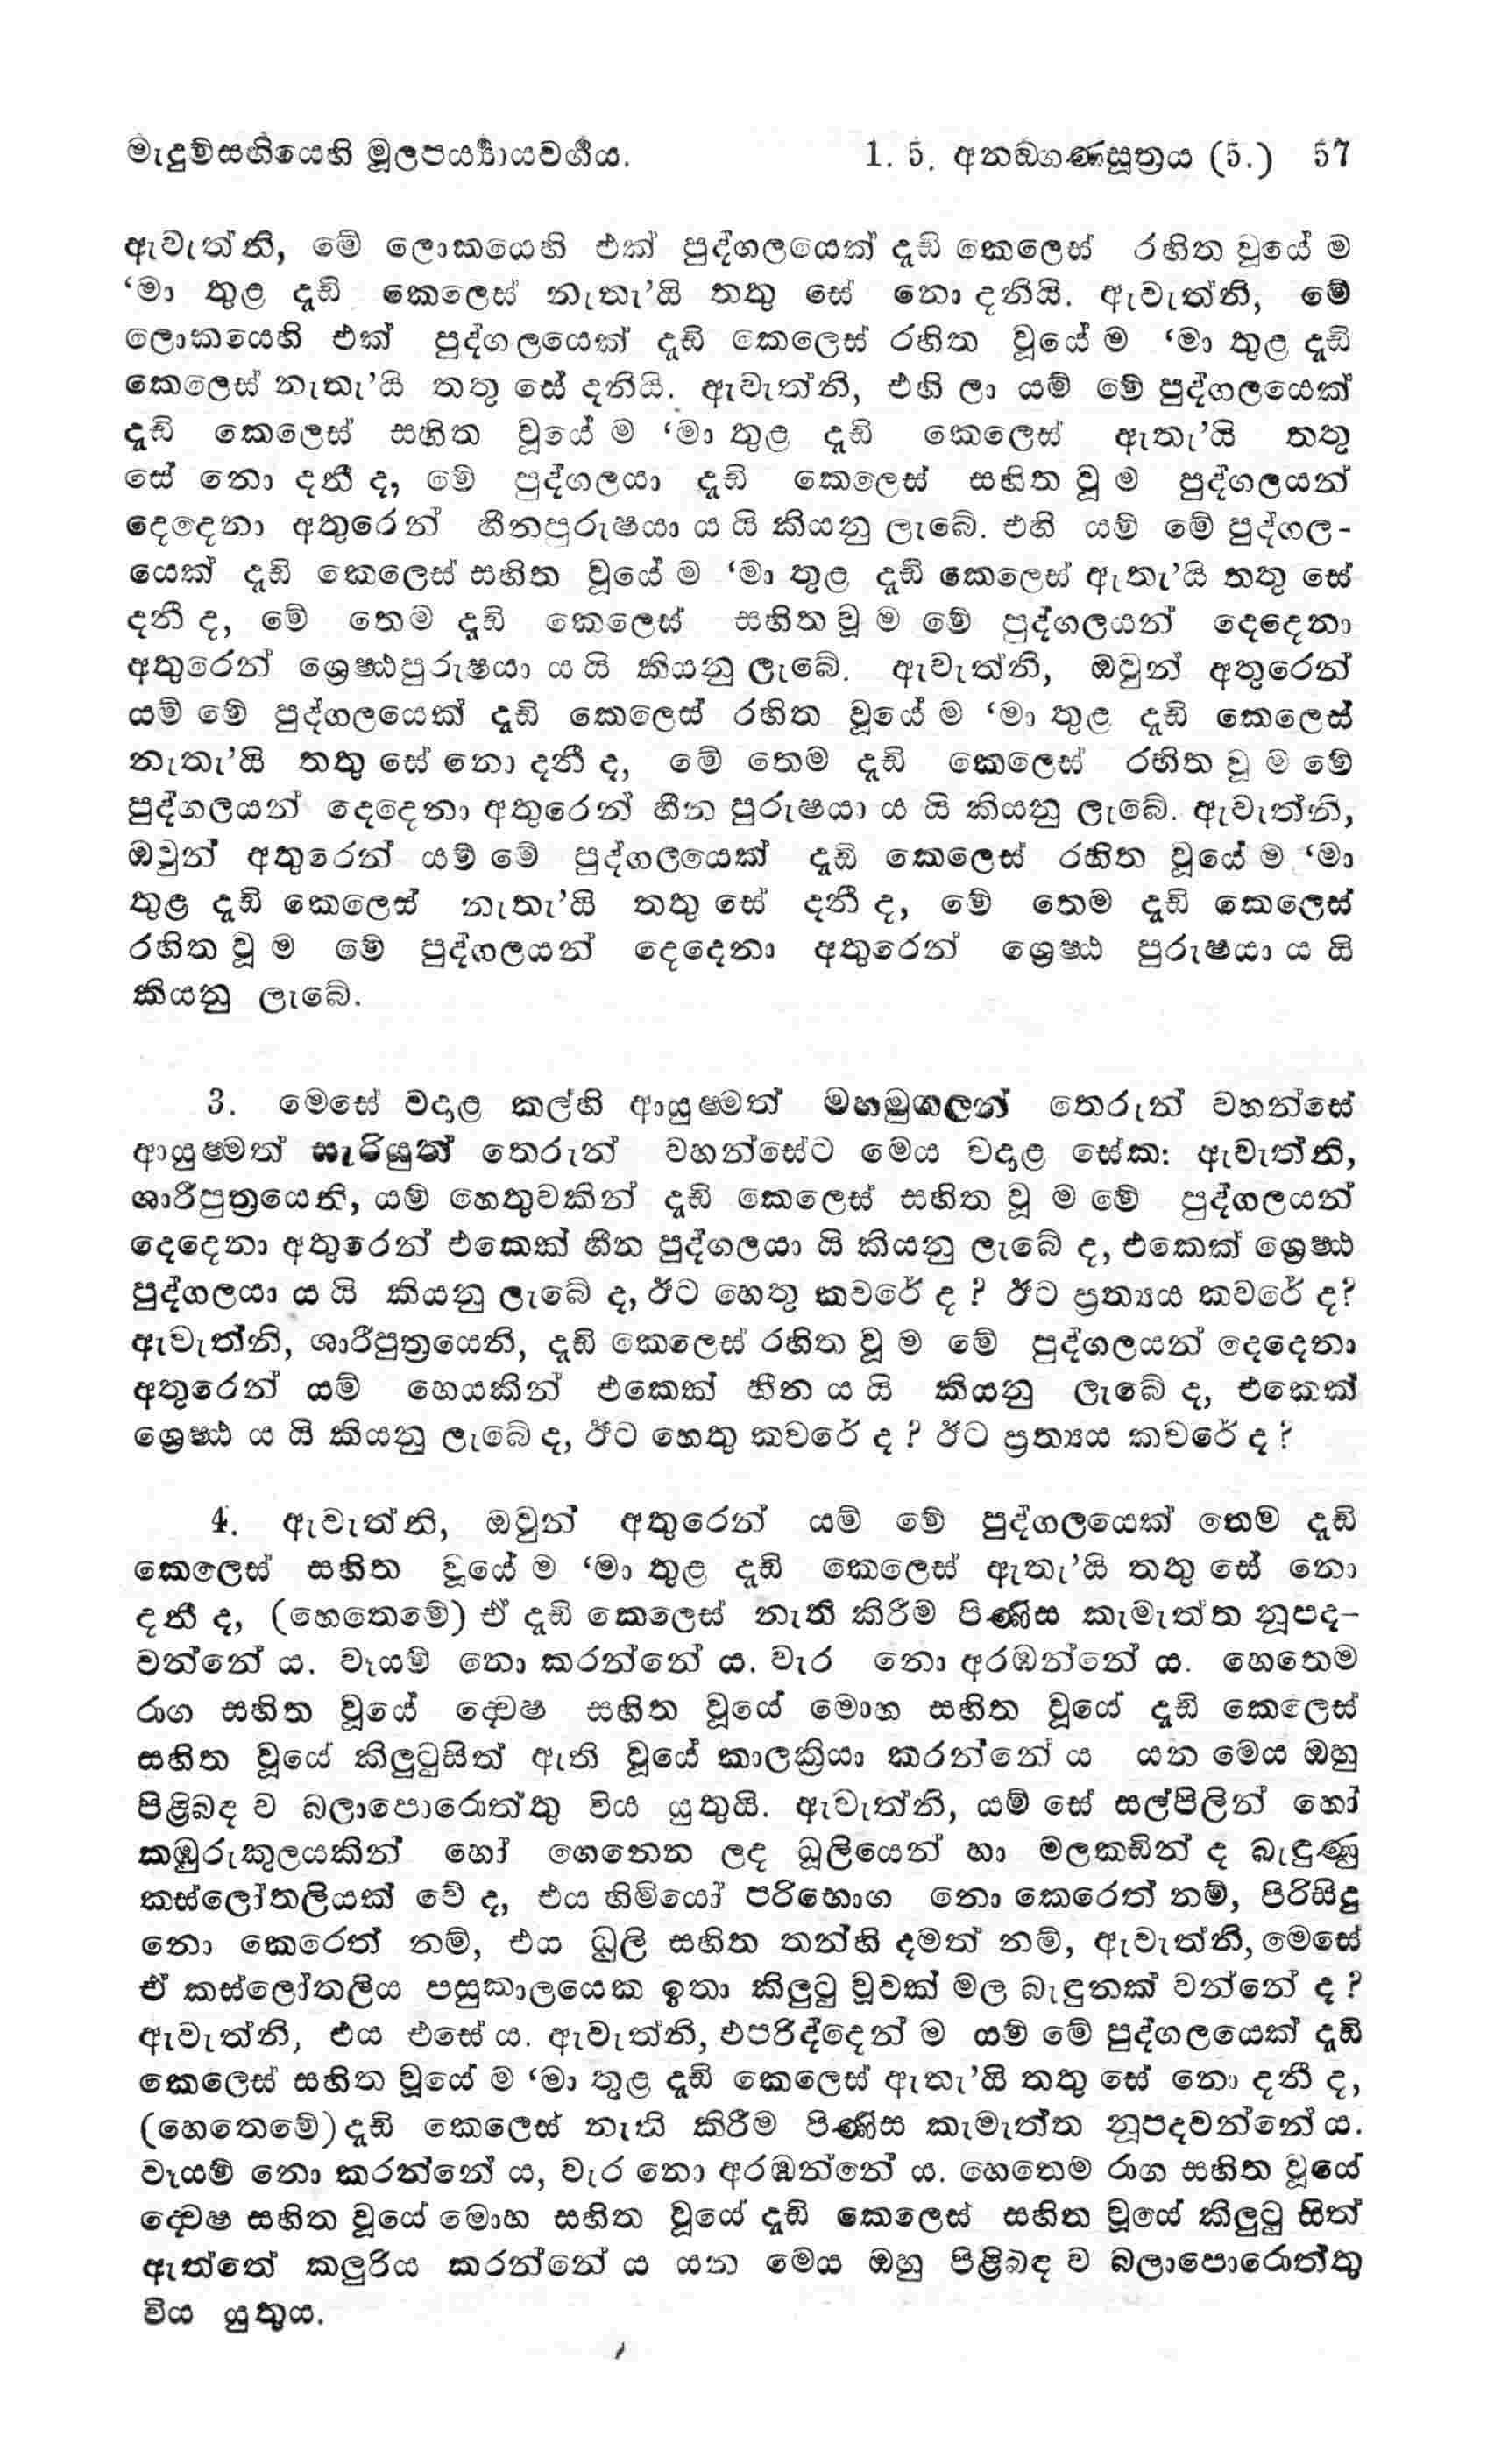 මැදුම්සඟියෙහි මූලපර්‍ය්‍යායවර්‍ගය. 1. 5. අනඞ්ගණසූත්‍රය (5.) 57
ඇවැත්නි, මේ ලොකයෙහි එක් පුද්ගලයෙක් දැඩි කෙලෙස් රහිත වූයේ ම
‘මා තුළ දැඩි කෙලෙස් නැතැ’යි තතු සේ නො දනියි. ඇවැත්නි, මේ
ලොකයෙහි එක් පුද්ගලයෙක් දැඩි කෙලෙස් රහිත වූයේ ම ‘මා තුළ දැඩි
කෙලෙස් නැතැ’යි තතු සේ දනියි. ඇවැත්නි, එහි ලා යම් මේ පුද්ගලයෙක්
දැඩි කෙලෙස් සහිත වූයේ ම ‘මා තුළ දැඩි කෙලෙස් ඇතැ’යි තතු
සේ නො දනී ද, මේ පුද්ගලයා දැඩි කෙලෙස් සහිත වූ ම පුද්ගලයන්
දෙදෙනා අතුරෙන් හීනපුරුෂයා ය යි කියනු ලැබේ. එහි යම් මේ පුද්ගල-
යෙක් දැඩි කෙලෙස් සහිත වූයේ ම ‘මා තුළ දැඩි කෙලෙස් ඇතැ’යි තතු සේ
දනී ද, මේ තෙම දැඩි කෙලෙස් සහිත වූ ම මේ පුද්ගලයන් දෙදෙනා
අතුරෙන් ශ්‍රෙෂ්ඨපුරුෂයා ය යි කියනු ලැබේ. ඇවැත්නි, ඔවුන් අතුරෙන්
යම් මේ පුද්ගලයෙක් දැඩි කෙලෙස් රහිත වූයේ ම ‘මා තුළ දැඩි කෙලෙස්
නැතැ’යි තතු සේ නො දනී ද, මේ තෙම දැඩි කෙලෙස් රහිත වූ ම මේ
පුද්ගලයන් දෙදෙනා අතුරෙන් හීන පුරුෂයා ය යි කියනු ලැබේ. ඇවැත්නි,
ඔවුන් අතුරෙන් යම් මේ පුද්ගලයෙක් දැඩි කෙලෙස් රහිත වූයේ ම ‘මා
තුළ දැඩි කෙලෙස් නැතැ’යි තතු සේ දනී ද, මේ තෙම දැඩි කෙලෙස්
රහිත වූ ම මේ පුද්ගලයන් දෙදෙනා අතුරෙන් ශ්‍රෙෂ්ඨ පුරුෂයා ය යි
කියනු ලැබේ.
3. මෙසේ වදාළ කල්හි ආයුෂ්මත් මහමුගලන් තෙරුන් වහන්සේ
ආයුෂ්මත් සැරියුත් තෙරුන් වහන්සේට මෙය වදාළ සේක: ඇවැත්නි,
ශාරීපුත්‍රයෙනි, යම් හෙතුවකින් දැඩි කෙලෙස් සහිත වූ ම මේ පුද්ගලයන්
දෙදෙනා අතුරෙන් එකෙක් හීන පුද්ගලයා යි කියනු ලැබේ ද, එකෙක් ශ්‍රෙෂ්ඨ
පුද්ගලයා ය යි කියනු ලැබේ ද, ඊට හෙතු කවරේ ද? ඊට ප්‍රත්‍යය කවරේ ද?
ඇවැත්නි, ශාරීපුත්‍රයෙනි, දැඩි කෙලෙස් රහිත වූ ම මේ පුද්ගලයන් දෙදෙනා
අතුරෙන් යම් හෙයකින් එකෙක් හීන ය යි කියනු ලැබේ ද, එකෙක්
ශ්‍රෙෂ්ඨ ය යි කියනු ලැබේ ද, ඊට හෙතු කවරේ ද? ඊට ප්‍රත්‍යය කවරේ ද?
4. ඇවැත්නි, ඔවුන් අතුරෙන් යම් මේ පුද්ගලයෙක් තෙම දැඩි
කෙලෙස් සහිත වූයේ ම ‘මා තුළ දැඩි කෙලෙස් ඇතැ’යි තතු සේ නො
දනී ද, (හෙතෙමේ) ඒ දැඩි කෙලෙස් නැති කිරීම පිණිස කැමැත්ත නූපද-
වන්නේ ය. වෑයම් නො කරන්නේ ය. වැර නො අරඹන්නේ ය. හෙතෙම
රාග සහිත වූයේ ද්වෙෂ සහිත වූයේ මොහ සහිත වූයේ දැඩි කෙලෙස්
සහිත වූයේ කිලුටුසිත් ඇති වූයේ කාලක්‍රියා කරන්නේ ය යන මෙය ඔහු
පිළිබඳ ව බලාපොරොත්තු විය යුතුයි. ඇවැත්නි, යම් සේ සල්පිලින් හෝ
කඹුරුකුලයකින් හෝ ගෙනෙන ලද ධූලියෙන් හා මලකඩින් ද බැඳුණු
කස්ලෝතලියක් වේ ද, එය හිමියෝ පරිභොග නො කෙරෙත් නම්, පිරිසිදු
නො කෙරෙත් නම්, එය ධූලි සහිත තන්හි දමත් නම්, ඇවැත්නි, මෙසේ
ඒ කස්ලෝතලිය පසුකාලයෙක ඉතා කිලුටු වූවක් මල බැඳුනක් වන්නේ ද?
ඇවැත්නි, එය එසේ ය. ඇවැත්නි, එපරිද්දෙන් ම යම් මේ පුද්ගලයෙක් දැඩි
කෙලෙස් සහිත වූයේ ම ‘මා තුළ දැඩි කෙලෙස් ඇතැ’යි තතු සේ නො දනී ද,
(හෙතෙමේ) දැඩි කෙලෙස් නැති කිරීම පිණිස කැමැත්ත නූපදවන්නේ ය.
වෑයම් නො කරන්නේ ය, වැර නො අරඹන්නේ ය. හෙතෙම රාග සහිත වූයේ
ද්වෙෂ සහිත වූයේ මොහ සහිත වූයේ දැඩි කෙලෙස් සහිත වූයේ කිලුටු සිත්
ඇත්තේ කලුරිය කරන්නේ ය යන මෙය ඔහු පිළිබඳ ව බලාපොරොත්තු
විය යුතුය.